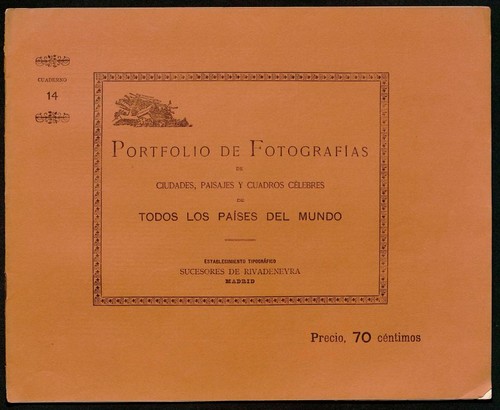 CUADERNO
14
PORTFOLIO DE FOTOGRAFÍAS
DE
CIUDADES, PAISAJES Y CUADROS CÉLEBRES
DE
TODOS LOS PAÍSES DEL MUNDO
ESTABLECIMIENTO TIPOGRÁFICO
SUCESORES DE RIVADENEYRA
MADRID
Precio, 70 céntimos